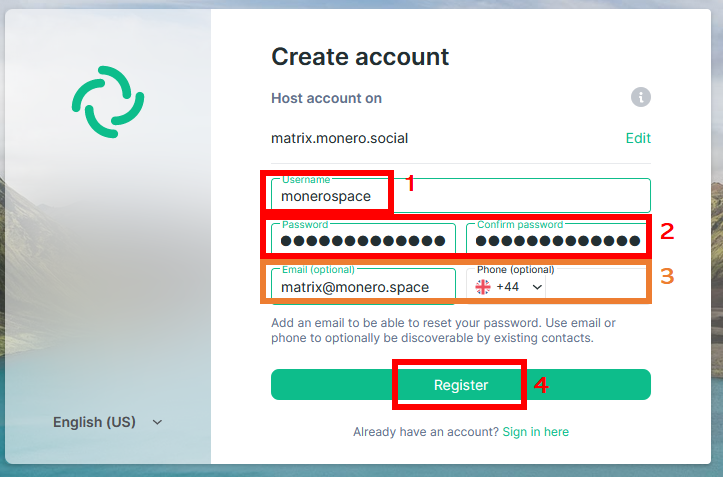 Create account
Host account on
matrix.monero.social Edit
Username
monerospace
1
Password Confirm password
2
Email (optional) Phone (optional)
matrix@monero.space +44
3
Add an email to be able to reset your password. Use email or
phone to optionally be discoverable by existing contacts.
Register
4
English (US)
Already have an account? Sign in here